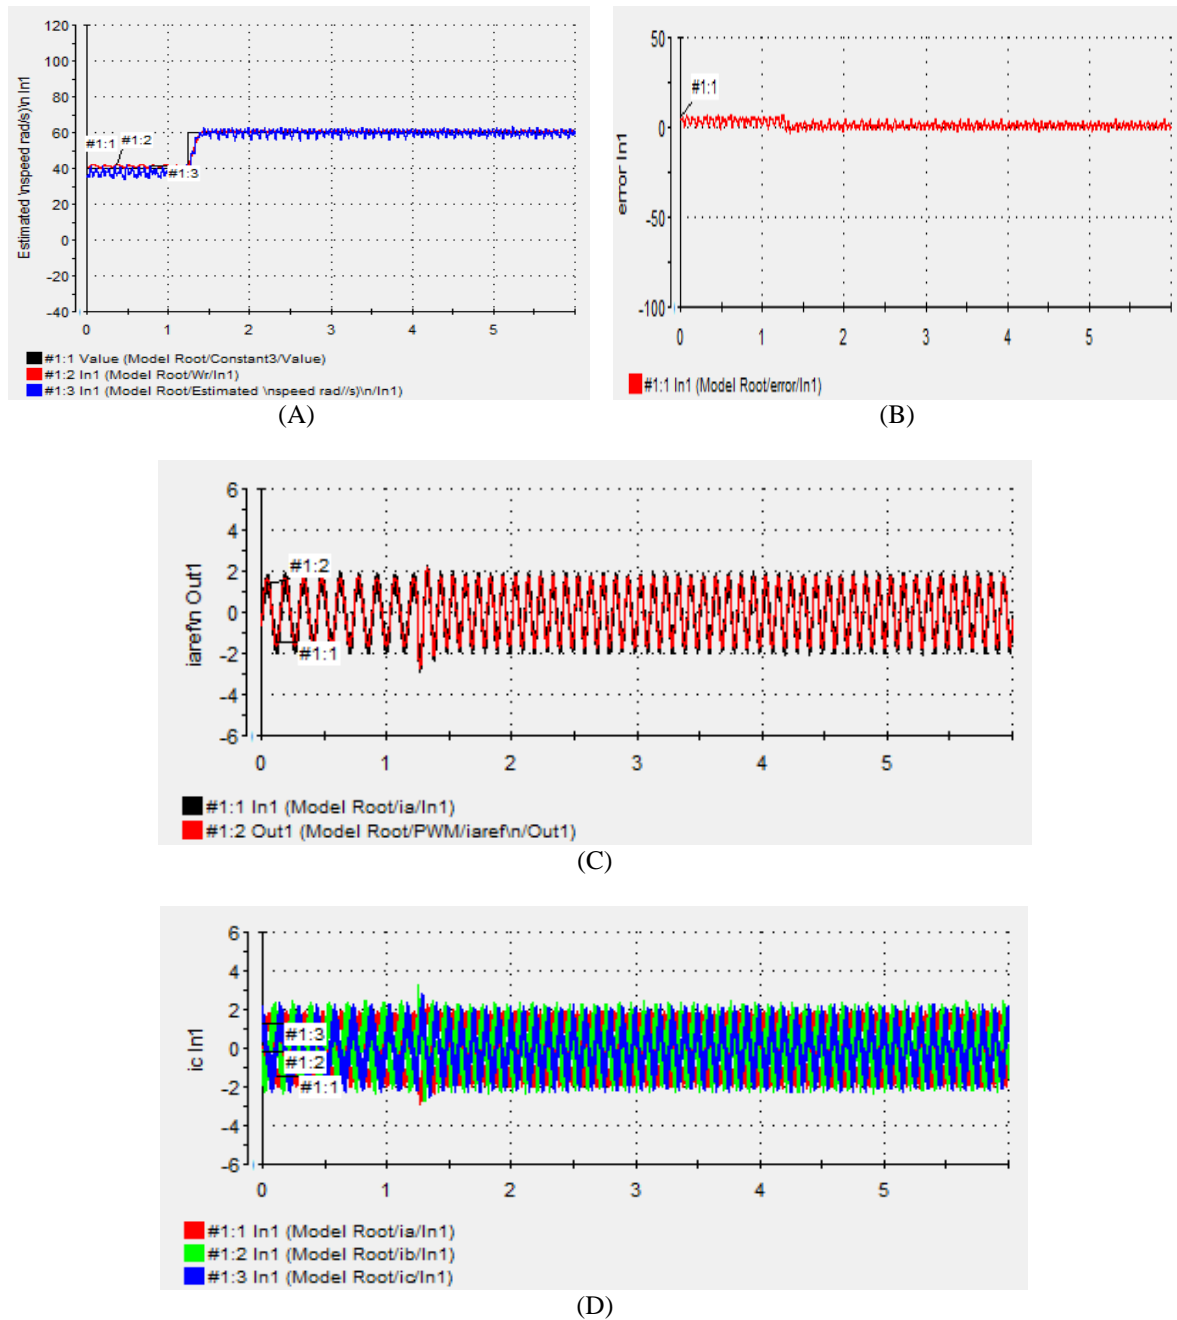 120
100
80
60
40
20
0
-20
-40
Estimated \nspeed rad/s)\n In1
#1:1 #1:2
#1:3
0 1 2 3 4 5
#1:1 Value (Model Root/Constant3/Value)
#1:2 In1 (Model Root/Wr/In1)
#1:3 In1 (Model Root/Estimated \nspeed rad//s)\n/In1)
(A)
50
0
-50
-100
error In1
#1:1
0 1 2 3 4 5
#1:1 In1 (Model Root/error/In1)
(B)
6
4
2
0
-2
-4
-6
iaref\n Out1
#1:2
#1:1
0 1 2 3 4 5
#1:1 In1 (Model Root/ia/In1)
#1:2 Out1 (Model Root/PWM/iaref\n/Out1)
(C)
6
4
2
0
-2
-4
-6
ic In1
#1:3
#1:2
#1:1
0 1 2 3 4 5
#1:1 In1 (Model Root/ia/In1)
#1:2 In1 (Model Root/ib/In1)
#1:3 In1 (Model Root/ic/In1)
(D)